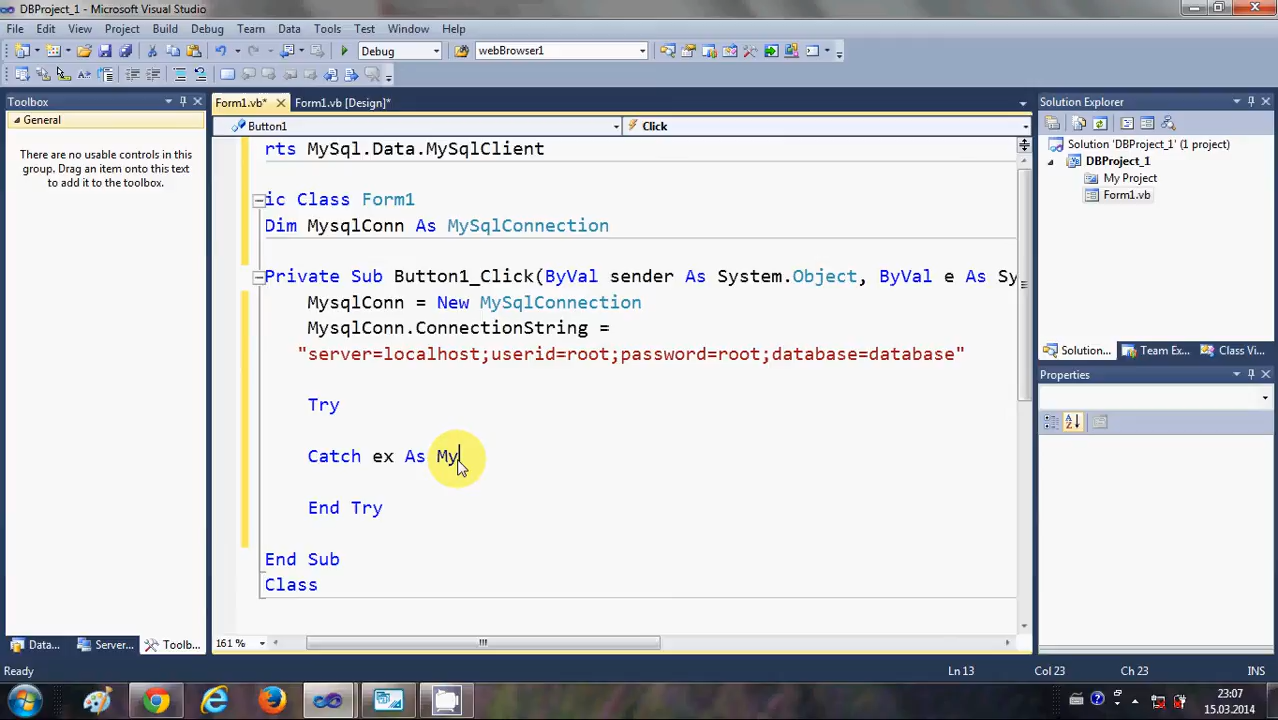 DBProject_1 - Microsoft Visual Studio
File Edit View Project Build Debug Team Data Tools Test Window Help
Debug webBrowser1
Toolbox
General
There are no usable controls in this
group. Drag an item onto this text
to add it to the toolbox.
Data... Server... Toolb...
Form1.vb* Form1.vb [Design]*
Button1 Click
rts MySql.Data.MySqlClient
ic Class Form1
Dim MysqlConn As MySqlConnection
Private Sub Button1_Click(ByVal sender As System.Object, ByVal e As Sy
MysqlConn = New MySqlConnection
MysqlConn.ConnectionString =
"server=localhost;userid=root;password=root;database=database"
Try
Catch ex As My
End Try
End Sub
Class
161 %
Solution Explorer
Solution 'DBProject_1' (1 project)
DBProject_1
My Project
Form1.vb
Solution... Team Ex... Class Vi...
Properties
Ready Ln 13 Col 23 Ch 23 INS
23:07
15.03.2014